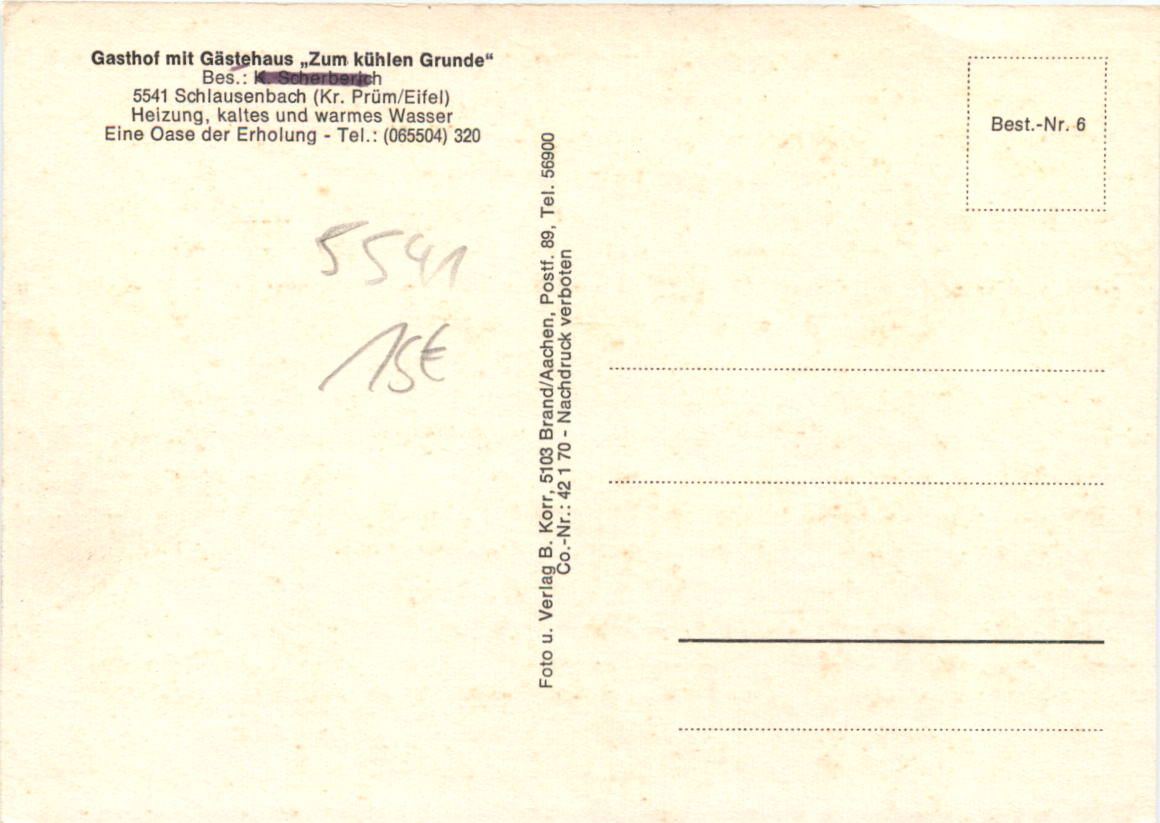 Gasthof mit Gästehaus „Zum kühlen Grunde“
Bes.: K. Scherberich
5541 Schlausenbach (Kr. Prüm/Eifel)
Heizung, kaltes und warmes Wasser
Eine Oase der Erholung - Tel.: (065504) 320
Best.-Nr. 6
5541
15€
Foto u. Verlag B. Korr, 5103 Brand/Aachen, Postf. 89, Tel. 56900
Co.-Nr.: 42 1 70 - Nachdruck verboten